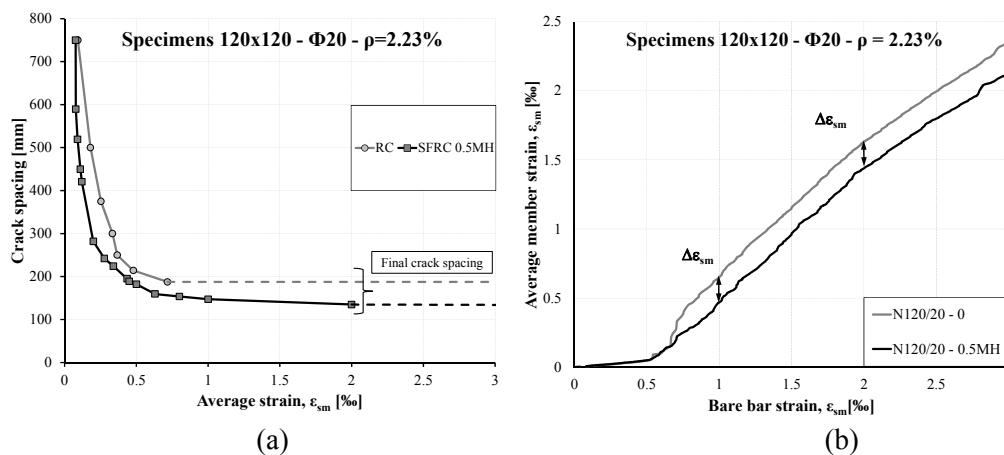 Specimens 120x120 - Φ20 - ρ=2.23%
800
700
600
500
400
300
200
100
0
Crack spacing [mm]
RC SFRC 0.5MH
Final crack spacing
0 0.5 1 1.5 2 2.5 3
Average strain, εsm [‰]
(a)
Specimens 120x120 - Φ20 - ρ = 2.23%
2.5
2
1.5
1
0.5
0
Average member strain, εsm
[‰]
Δεsm
Δεsm
N120/20 - 0
N120/20 - 0.5MH
0 0.5 1 1.5 2 2.5
Bare bar strain, εsm[‰]
(b)